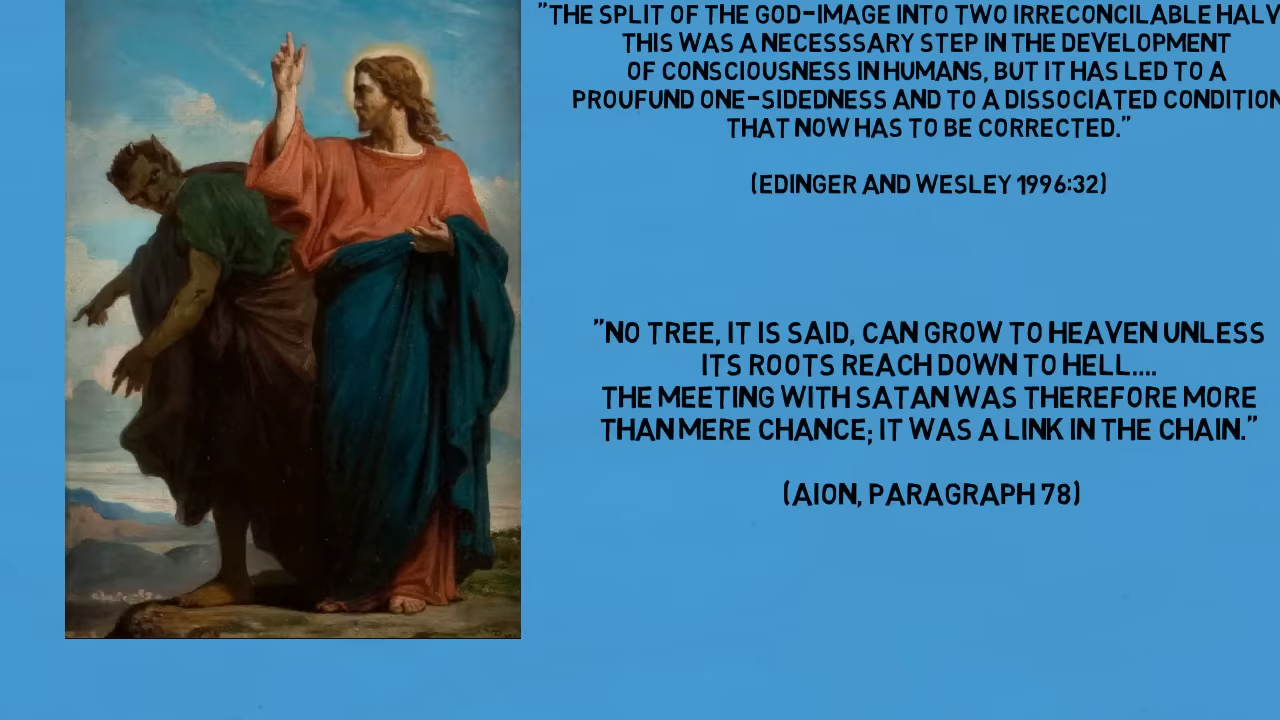 "THE SPLIT OF THE GOD-IMAGE INTO TWO IRRECONCILABLE
THIS WAS A NECESSSARY STEP IN THE DEVELOPMENT
OF CONSCIOUSNESS IN HUMANS, BUT IT HAS LED TO A
PROUFUND ONE-SIDEDNESS AND TO A DISSOCIATED CONDITION
THAT NOW HAS TO BE CORRECTED."
(EDINGER AND WESLEY 1996:32)
"NO TREE, IT IS SAID, CAN GROW TO HEAVEN UNLESS
ITS ROOTS REACH DOWN TO HELL....
THE MEETING WITH SATAN WAS THEREFORE MORE
THAN MERE CHANCE; IT WAS A LINK IN THE CHAIN."
(AION, PARAGRAPH 78)